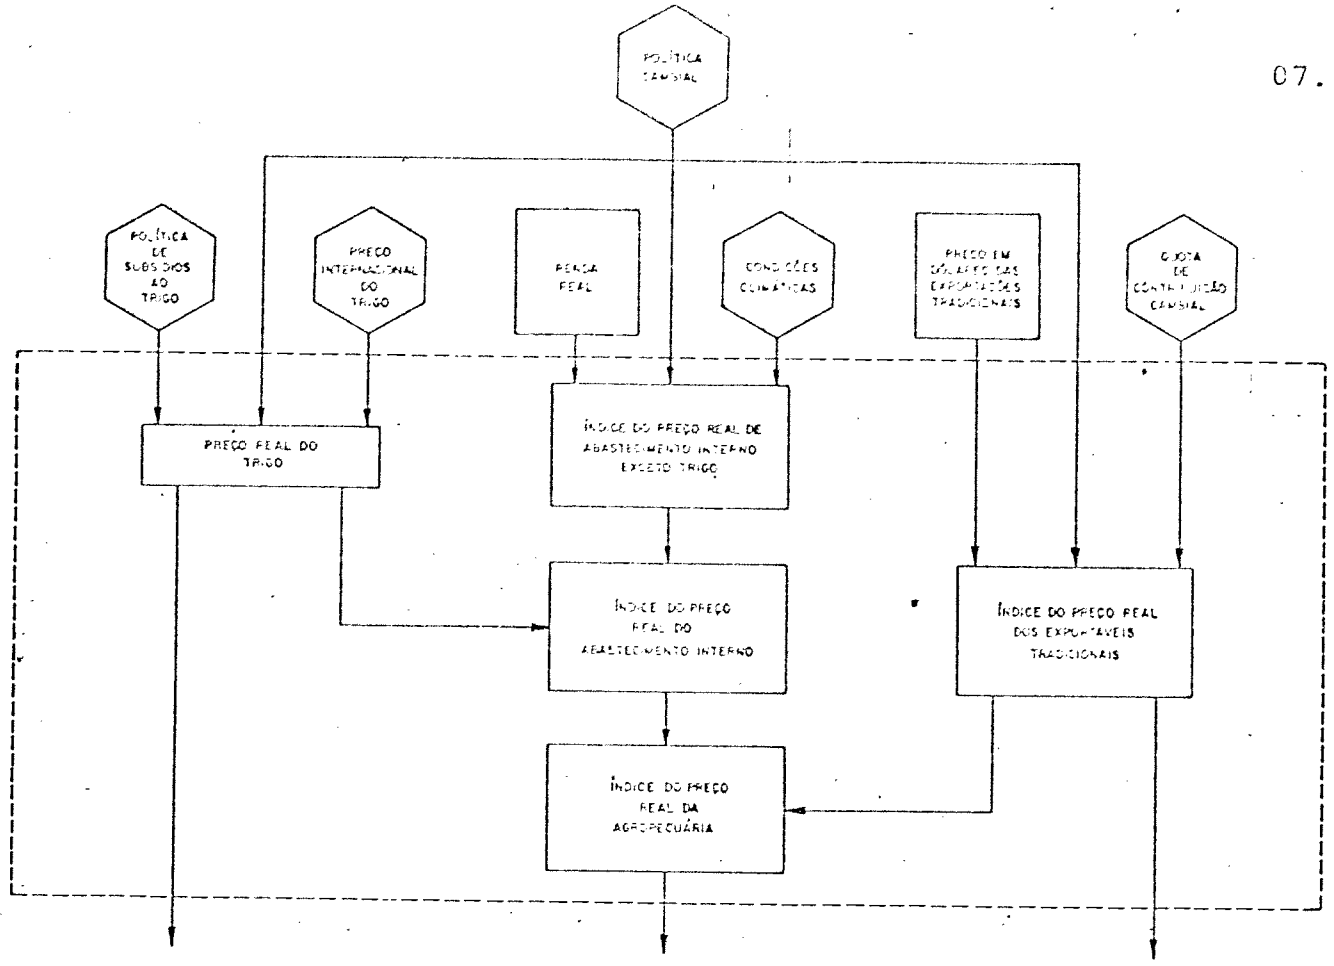 POLÍTICA
CAMBIAL
07.
POLÍTICA
DE
SUBSÍDIOS
AO
TRIGO
PREÇO
INTERNACIONAL
DO
TRIGO
RENDA
REAL
CONDIÇÕES
CLIMÁTICAS
PREÇO EM
DÓLARES DAS
EXPORTAÇÕES
TRADICIONAIS
QUOTA
DE
CONTRIBUIÇÃO
CAMBIAL
PREÇO REAL DO
TRIGO
ÍNDICE DO PREÇO REAL DE
ABASTECIMENTO INTERNO
EXCETO TRIGO
ÍNDICE DO PREÇO
REAL DO
ABASTECIMENTO INTERNO
ÍNDICE DO PREÇO REAL
DOS EXPORTÁVEIS
TRADICIONAIS
ÍNDICE DO PREÇO
REAL DA
AGROPECUÁRIA